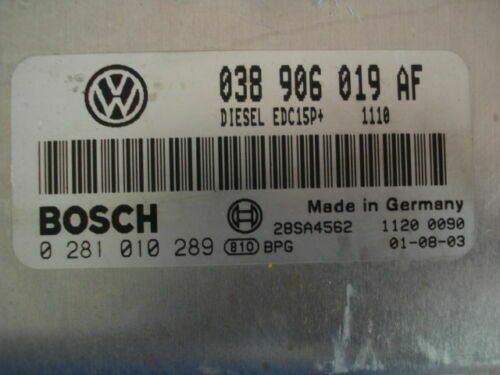 VW
038 906 019 AF
DIESEL EDC15P+ 1110
BOSCH
Made in Germany
28SA4562 1120 0090
0 281 010 289 810 BPG 01-08-03